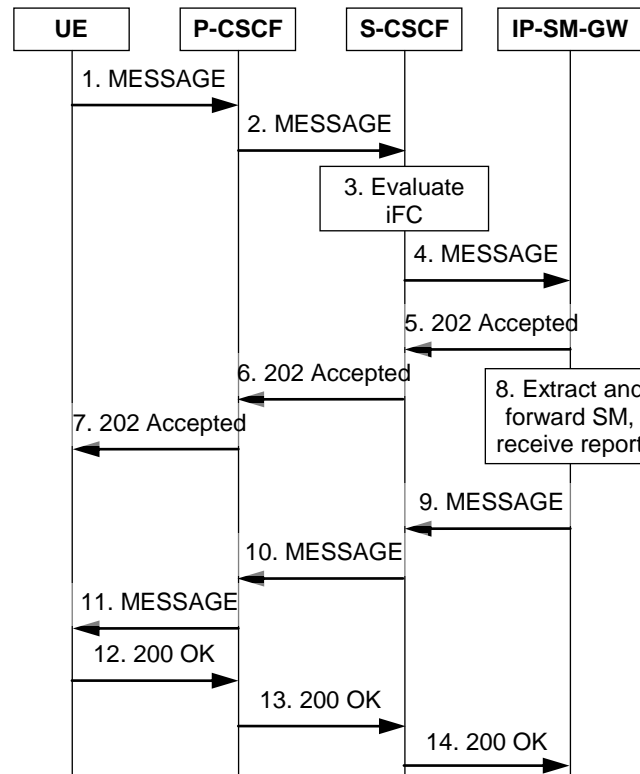 UE
P-CSCF
S-CSCF
IP-SM-GW
1. MESSAGE
2. MESSAGE
3. Evaluate
iFC
4. MESSAGE
5. 202 Accepted
6. 202 Accepted
7. 202 Accepted
8. Extract and
forward SM,
receive report
9. MESSAGE
10. MESSAGE
11. MESSAGE
12. 200 OK
13. 200 OK
14. 200 OK